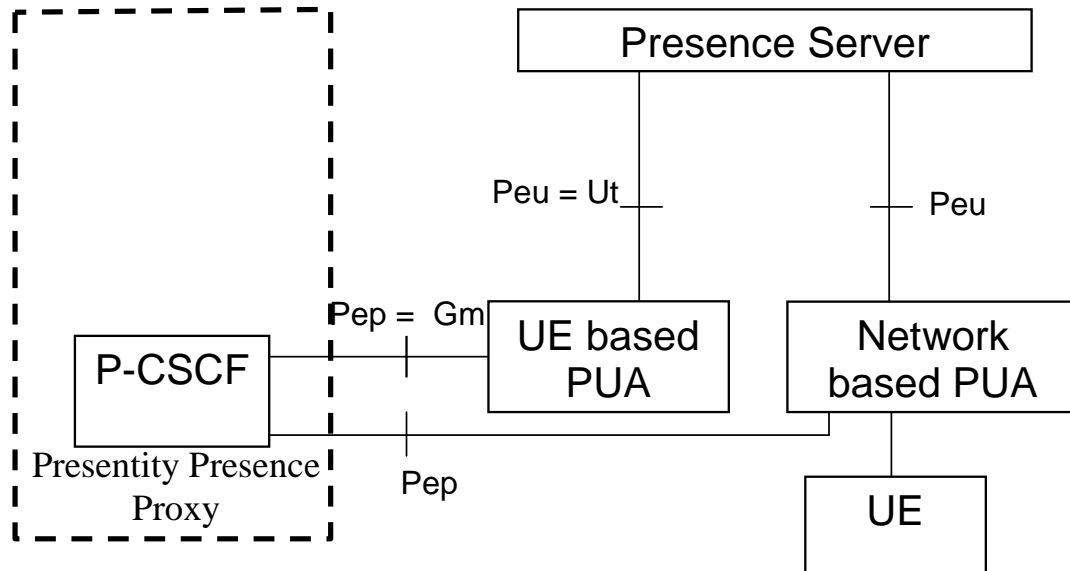 Presence Server
Peu = Ut
Peu
Pep = Gm
UE based
PUA
Network
based PUA
P-CSCF
Presentity Presence
Proxy
Pep
UE